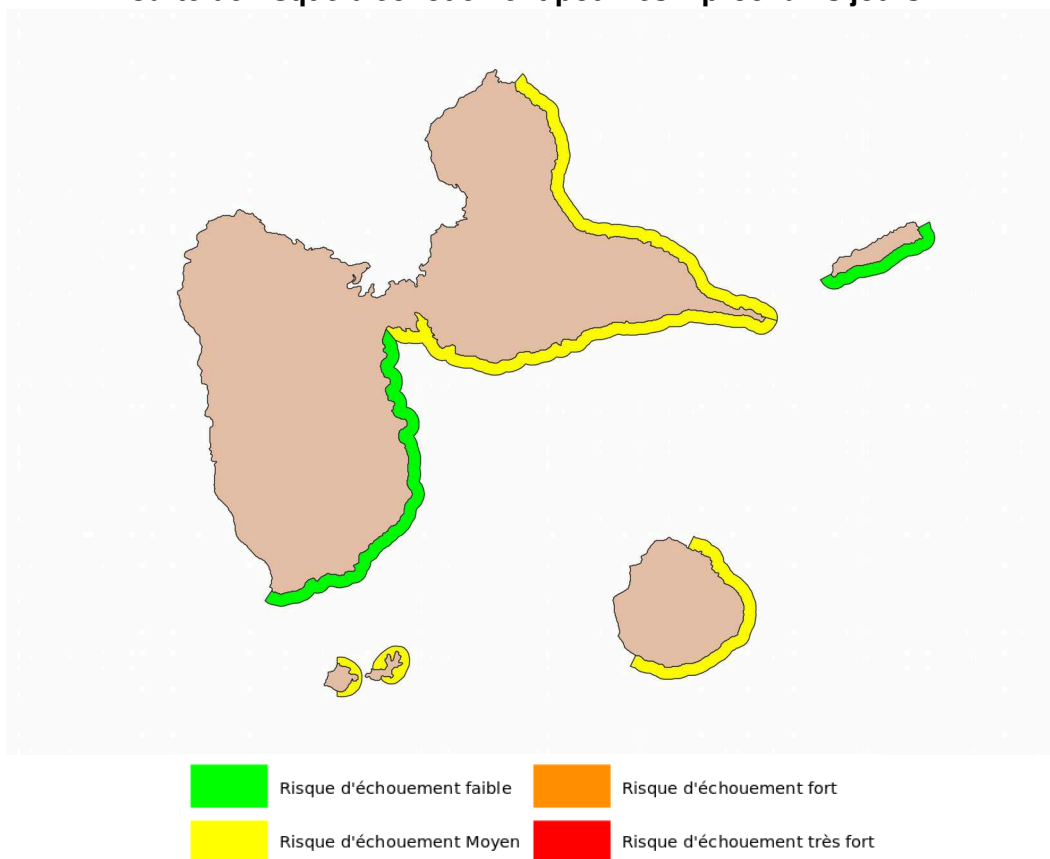 Risque d'échouement faible
Risque d'échouement fort
Risque d'échouement Moyen
Risque d'échouement très fort